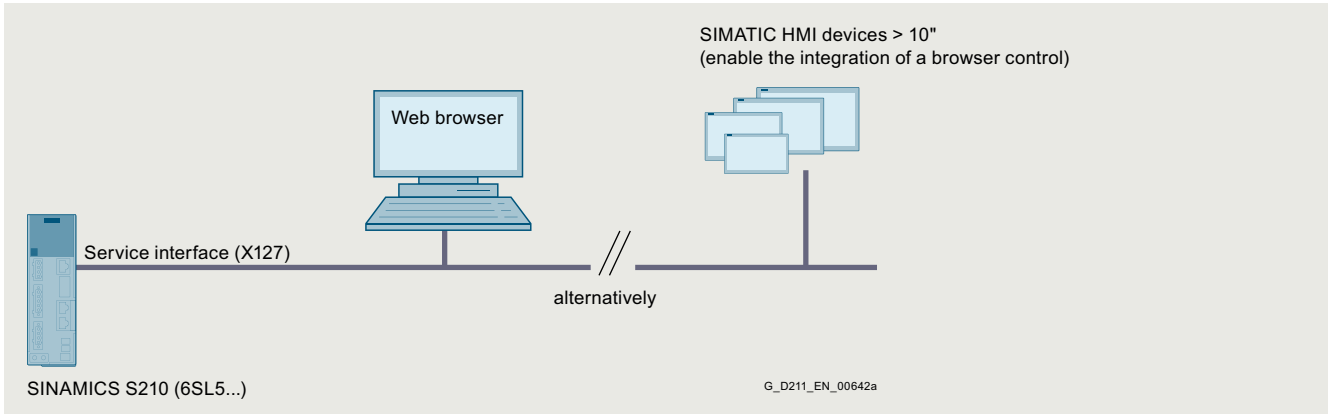 SIMATIC HMI devices > 10"
(enable the integration of a browser control)
Web browser
Service interface (X127)
alternatively
SINAMICS S210 (6SL5...)
G_D211_EN_00642a